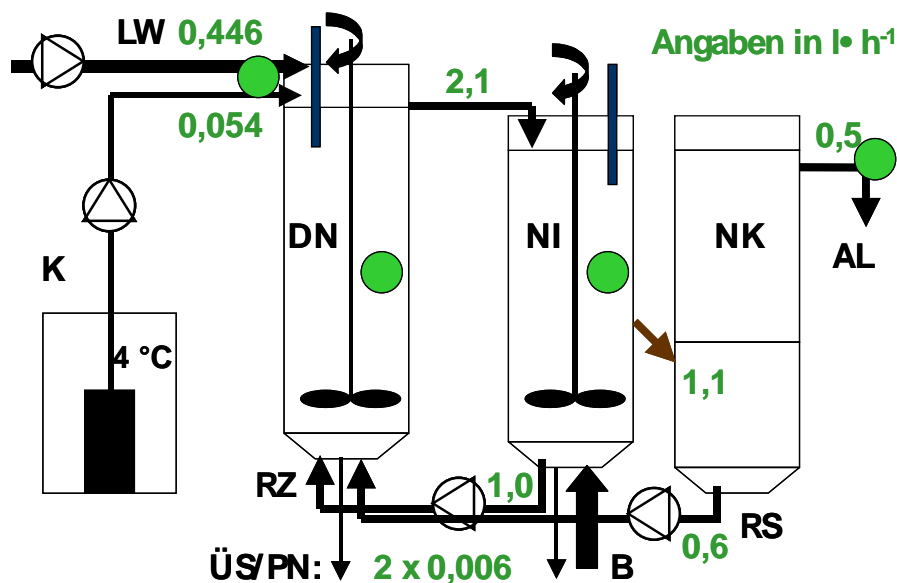 LW 0,446
Angaben in l• h-¹
2,1
0,054
0,5
DN
NI
NK
AL
K
4 °C
1,1
RZ
1,0
RS
0,6
ÜS/PN: 2 x 0,006
B